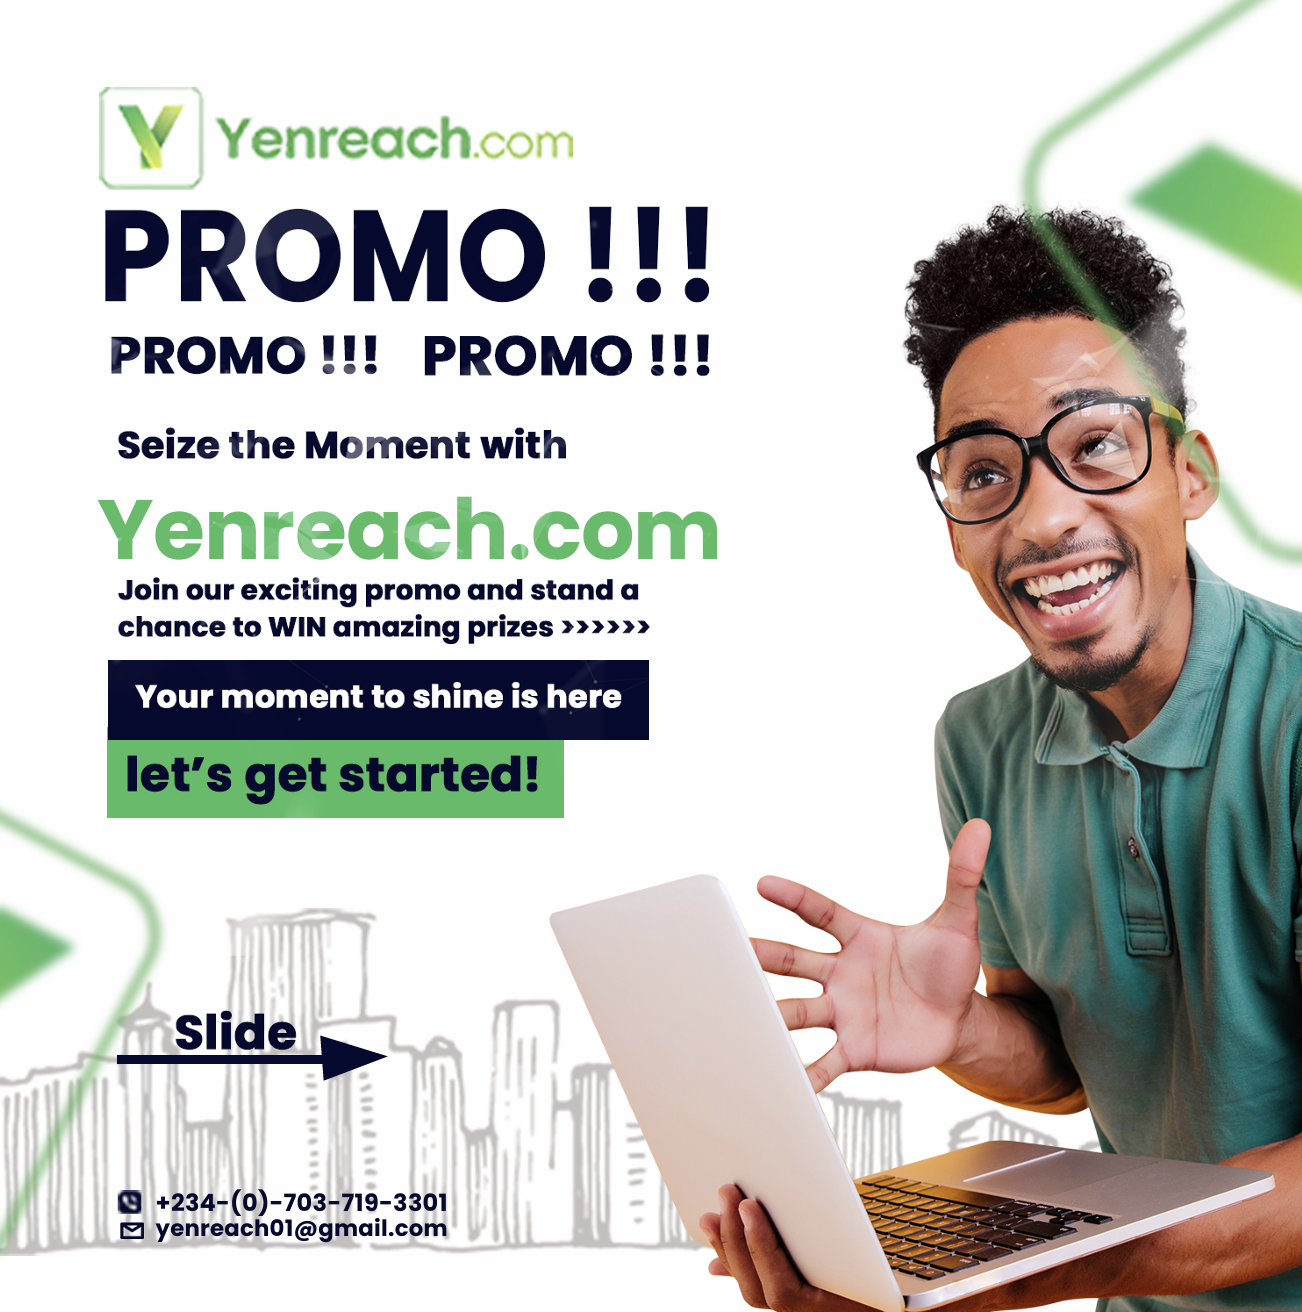 Y Yenreach.com
PROMO !!!
PROMO !!! PROMO !!!
Seize the Moment with
Yenreach.com
Join our exciting promo and stand a
chance to WIN amazing prizes >>>>>>
Your moment to shine is here
let’s get started!
Slide
+234-(0)-703-719-3301
yenreach01@gmail.com